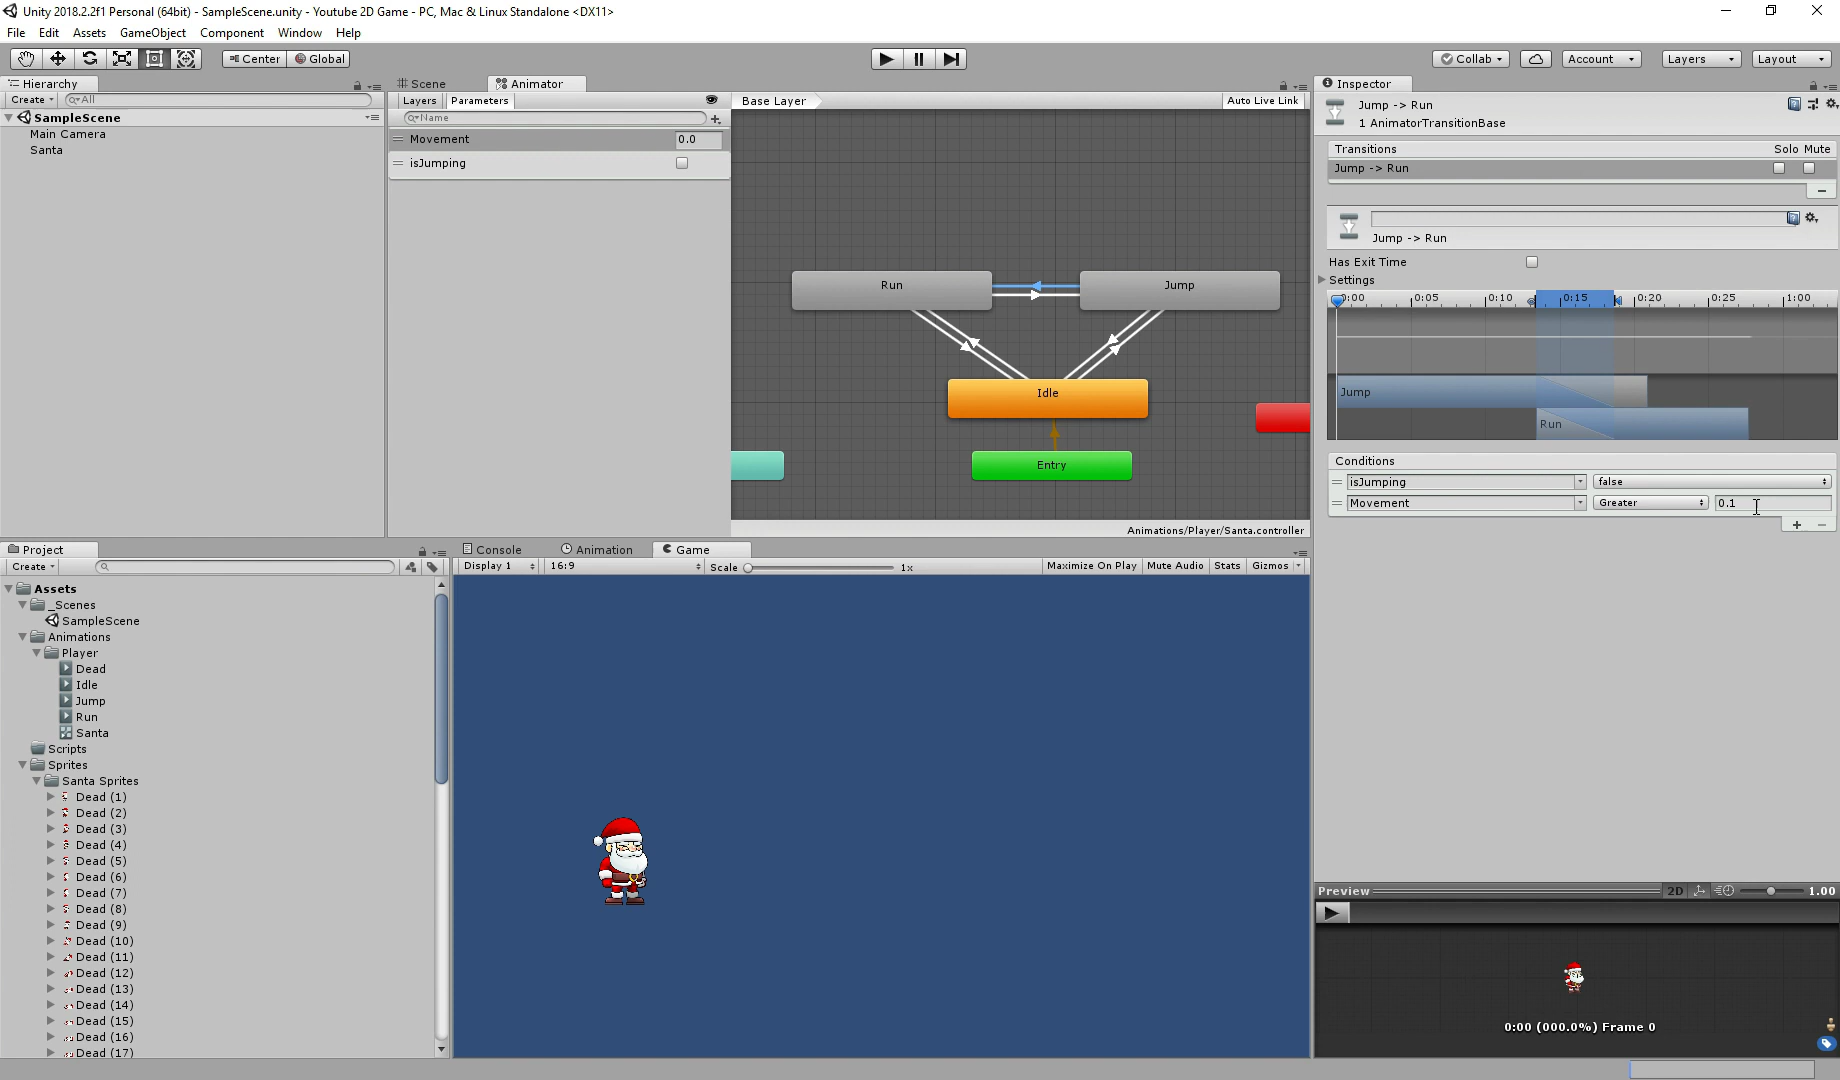 Unity 2018.2.2f1 Personal (64bit) - SampleScene.unity - Youtube 2D Game - PC, Mac & Linux Standalone <DX11>
File Edit Assets GameObject Component Window Help
Center Global Collab Account Layers Layout
Hierarchy
Create All
SampleScene
Main Camera
Santa
Scene Animator
Layers Parameters
Name
Movement 0.0
isJumping
Base Layer Auto Live Link
Run
Jump
Idle
Entry
Animations/Player/Santa.controller
Inspector
Jump -> Run
1 AnimatorTransitionBase
Transitions Solo Mute
Jump -> Run
Jump -> Run
Has Exit Time
Settings
0:00 0:05 0:10 0:15 0:20 0:25 1:00
Jump
Run
Conditions
isJumping false
Movement Greater 0.1
Project
Create
Assets
_Scenes
SampleScene
Animations
Player
Dead
Idle
Jump
Run
Santa
Scripts
Sprites
Santa Sprites
Dead (1)
Dead (2)
Dead (3)
Dead (4)
Dead (5)
Dead (6)
Dead (7)
Dead (8)
Dead (9)
Dead (10)
Dead (11)
Dead (12)
Dead (13)
Dead (14)
Dead (15)
Dead (16)
Dead (17)
Console Animation Game
Display 1 16:9 Scale 1x Maximize On Play Mute Audio Stats Gizmos
Preview 2D 1.00
0:00 (000.0%) Frame 0